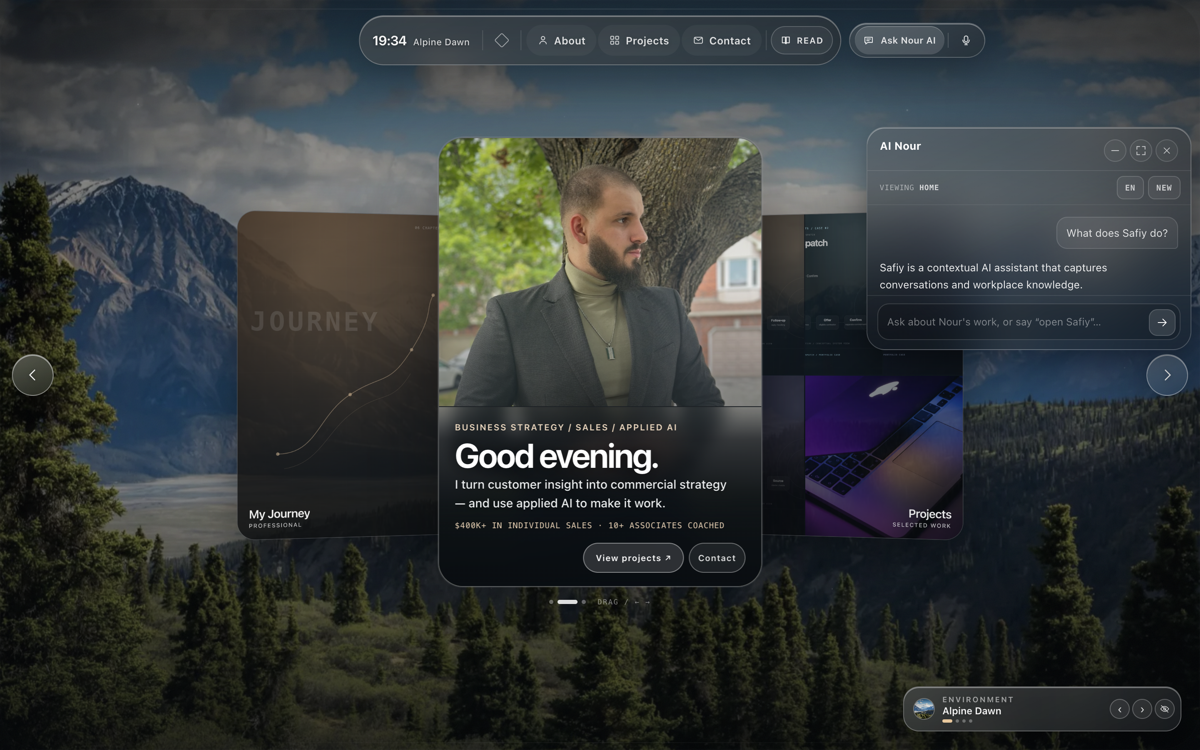 19:34 Alpine Dawn
About
Projects
Contact
READ
Ask Nour AI
AI Nour
VIEWING HOME
EN
NEW
What does Safiy do?
Safiy is a contextual AI assistant that captures
conversations and workplace knowledge.
Ask about Nour's work, or say "open Safiy"...
JOURNEY
My Journey
PROFESSIONAL
BUSINESS STRATEGY / SALES / APPLIED AI
Good evening.
I turn customer insight into commercial strategy
— and use applied AI to make it work.
$400K+ IN INDIVIDUAL SALES · 10+ ASSOCIATES COACHED
View projects ↗
Contact
patch
Projects
SELECTED WORK
DRAG / ← →
ENVIRONMENT
Alpine Dawn